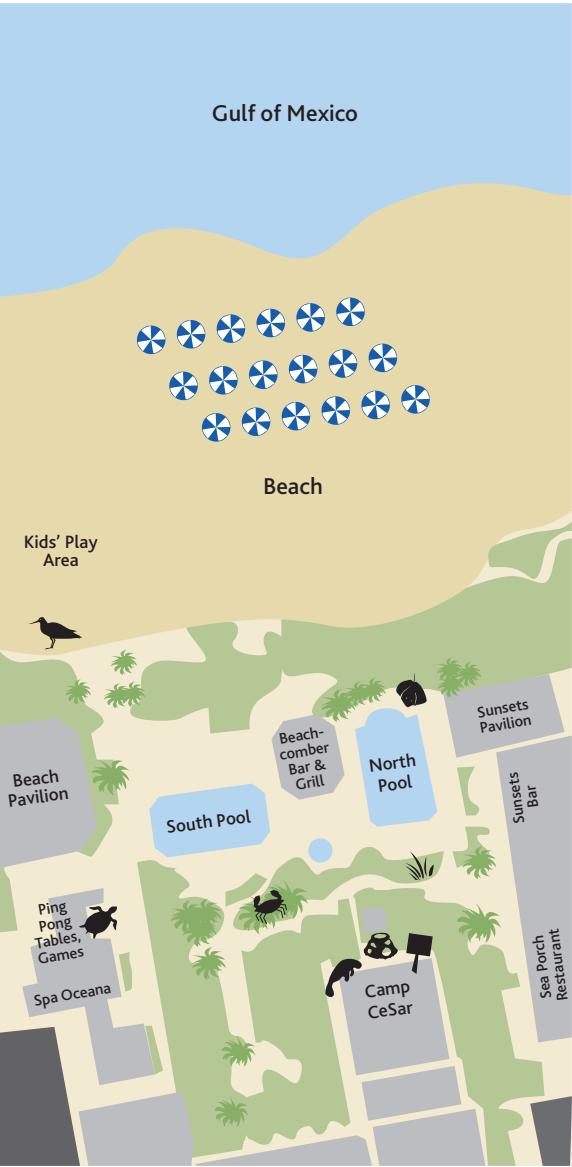 Gulf of Mexico
Beach
Kids’ Play
Area
Sunsets
Pavilion
Beach-
comber
Bar &
Grill
North
Pool
Beach
Pavilion
Sunsets
Bar
South Pool
Ping
Pong
Tables,
Games
Spa Oceana
Camp
CeSar
Sea Porch
Restaurant